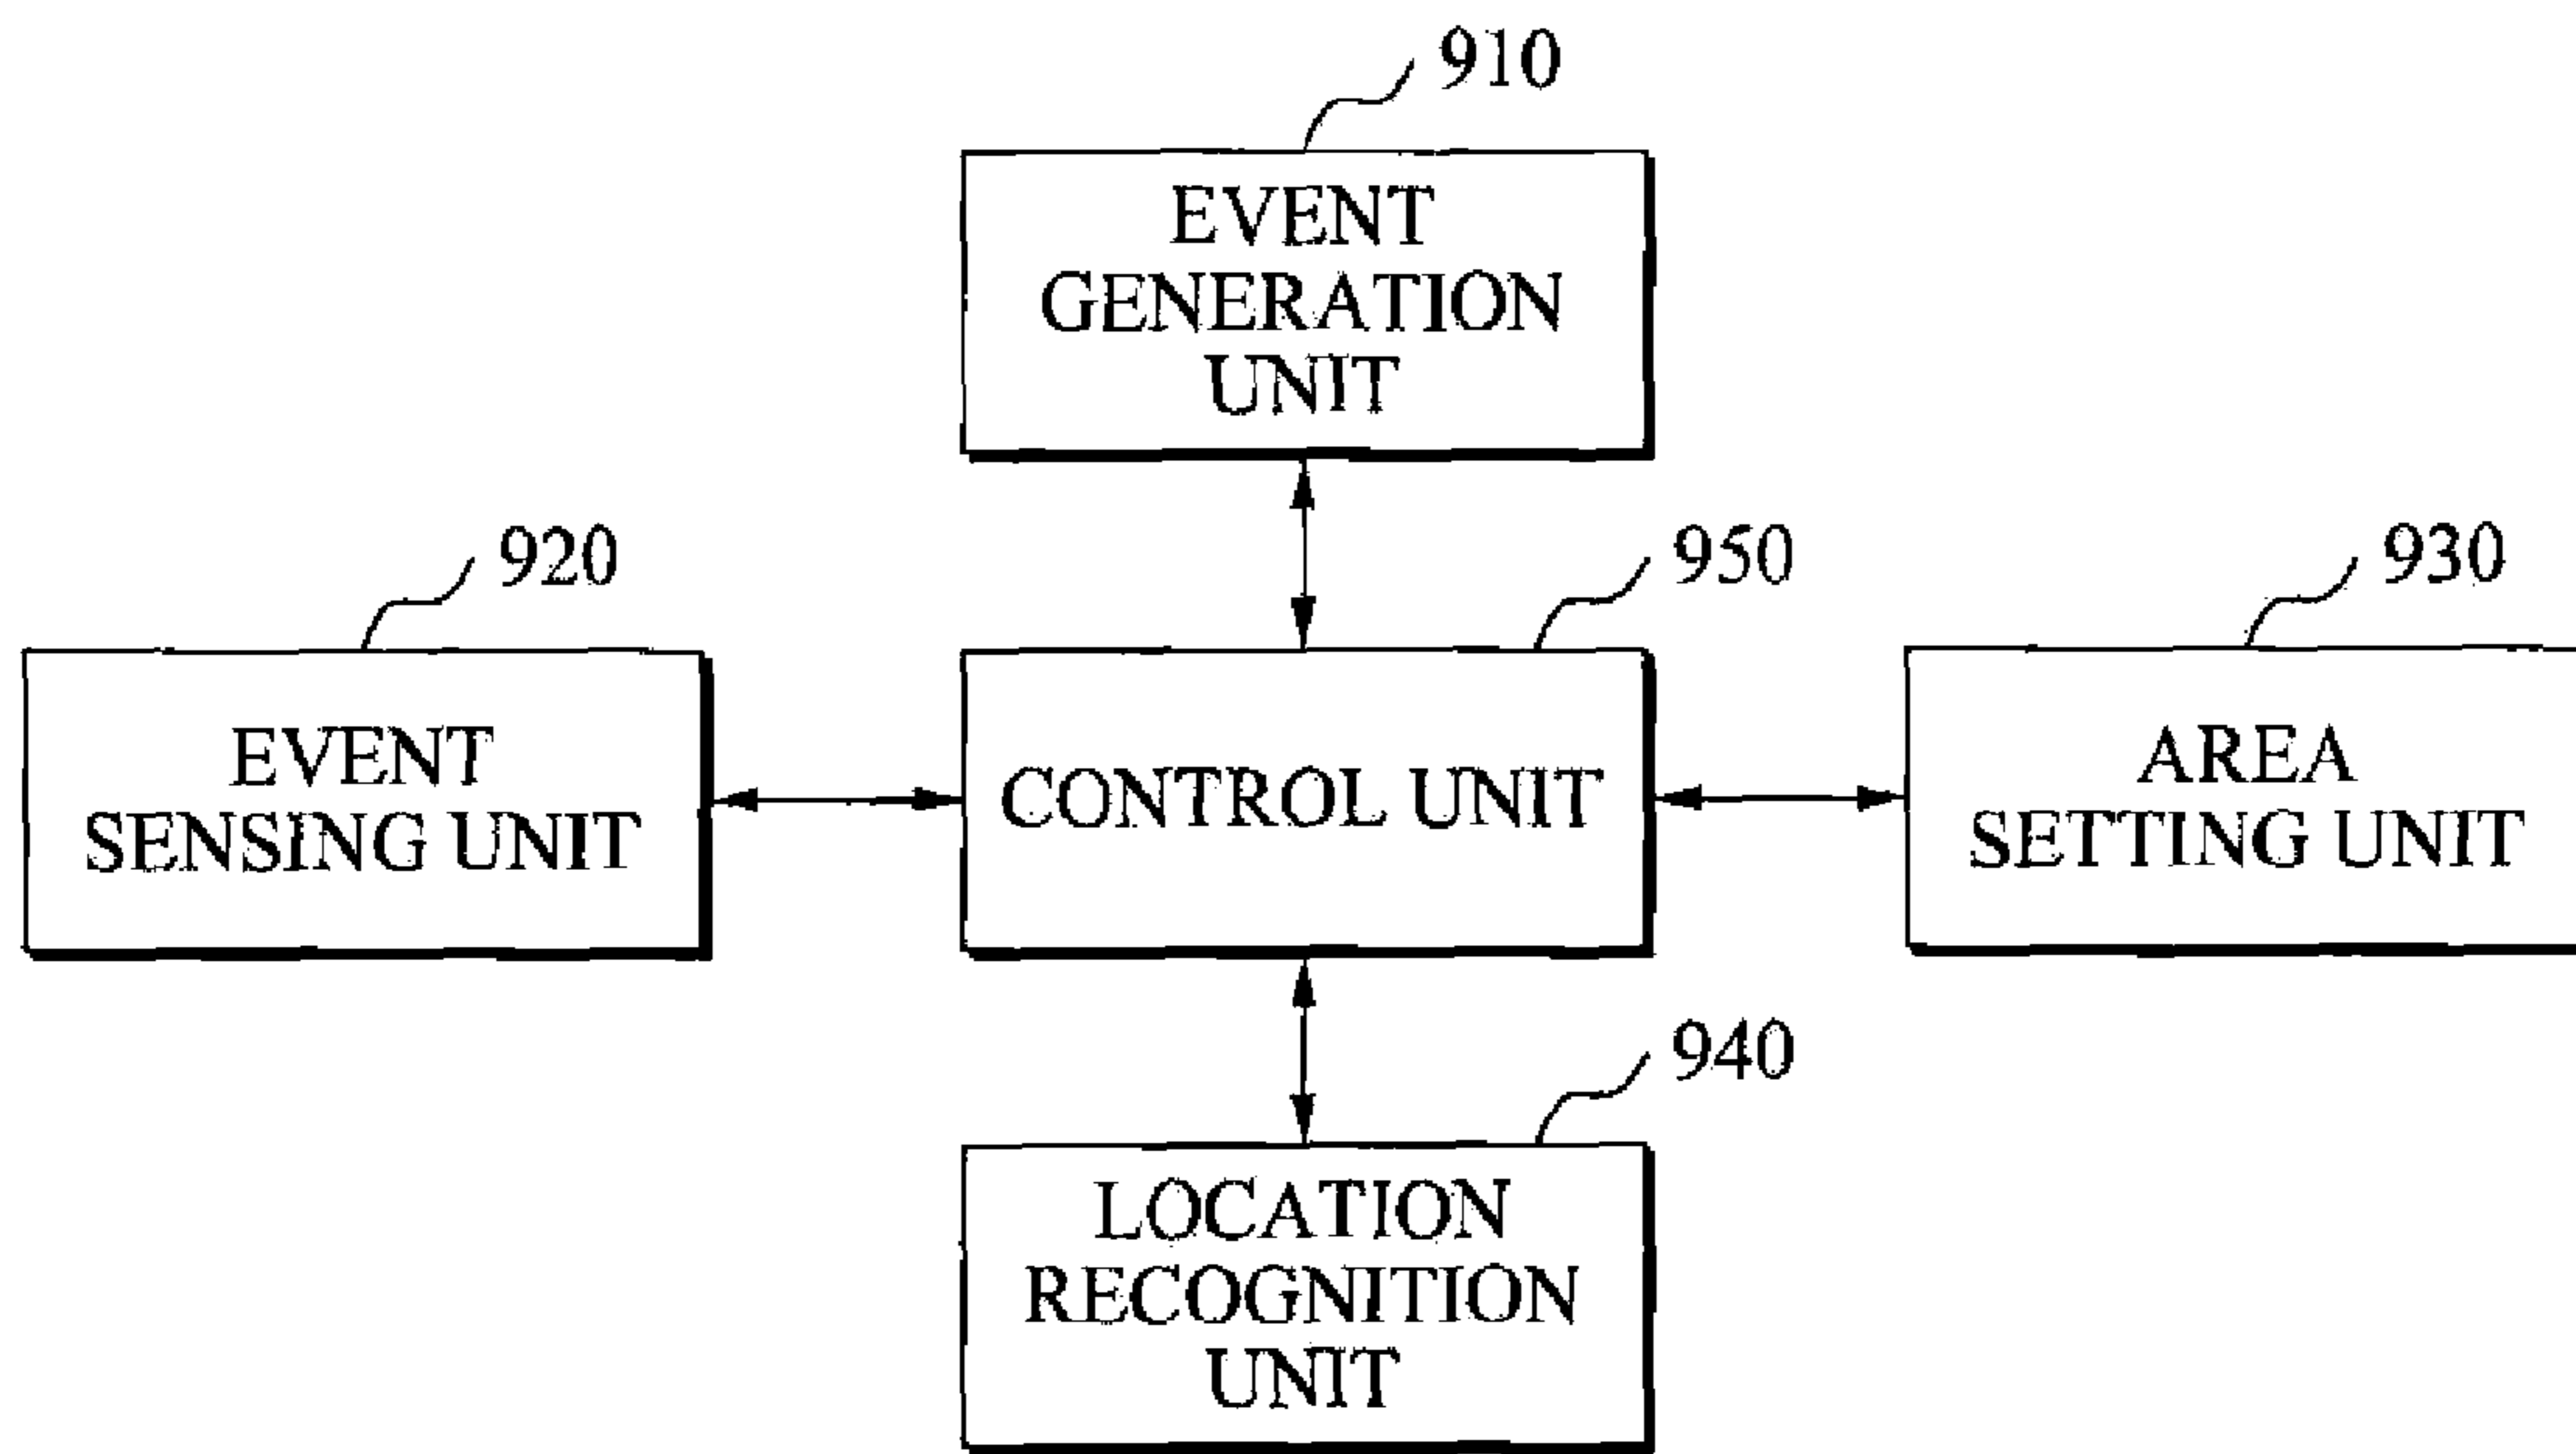 910
EVENT
GENERATION
UNIT
920
950
930
EVENT
SENSING UNIT
CONTROL UNIT
AREA
SETTING UNIT
940
LOCATION
RECOGNITION
UNIT